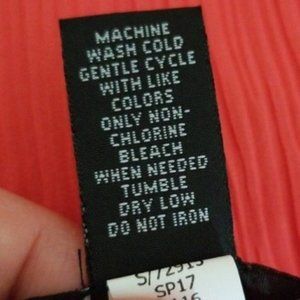 MACHINE
WASH COLD
GENTLE CYCLE
WITH LIKE
COLORS
ONLY NON-
CHLORINE
BLEACH
WHEN NEEDED
TUMBLE
DRY LOW
DO NOT IRON
SP17